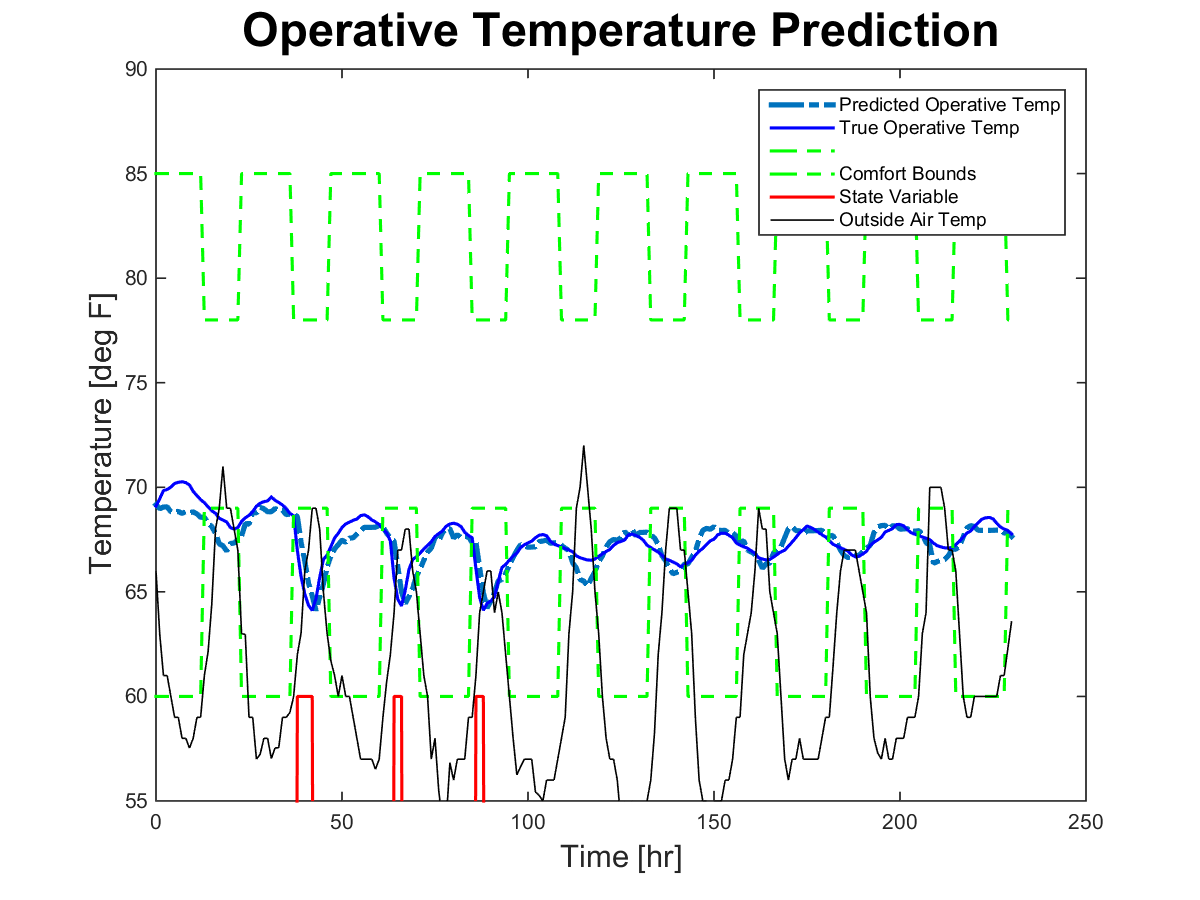 Operative Temperature Prediction
90
85
80
75
70
65
60
55
Temperature [deg F]
Predicted Operative Temp
True Operative Temp
Comfort Bounds
State Variable
Outside Air Temp
0 50 100 150 200 250
Time [hr]